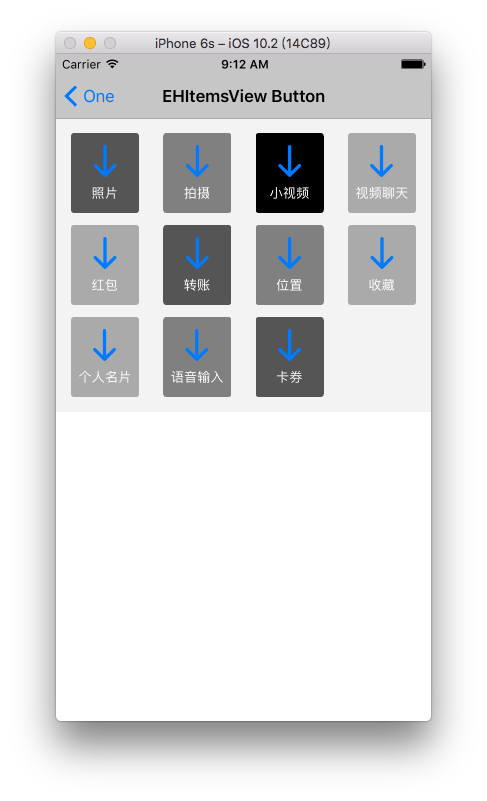 iPhone 6s – iOS 10.2 (14C89)
Carrier 9:12 AM
One EHItemsView Button
照片 拍摄 小视频 视频聊天
红包 转账 位置 收藏
个人名片 语音输入 卡券